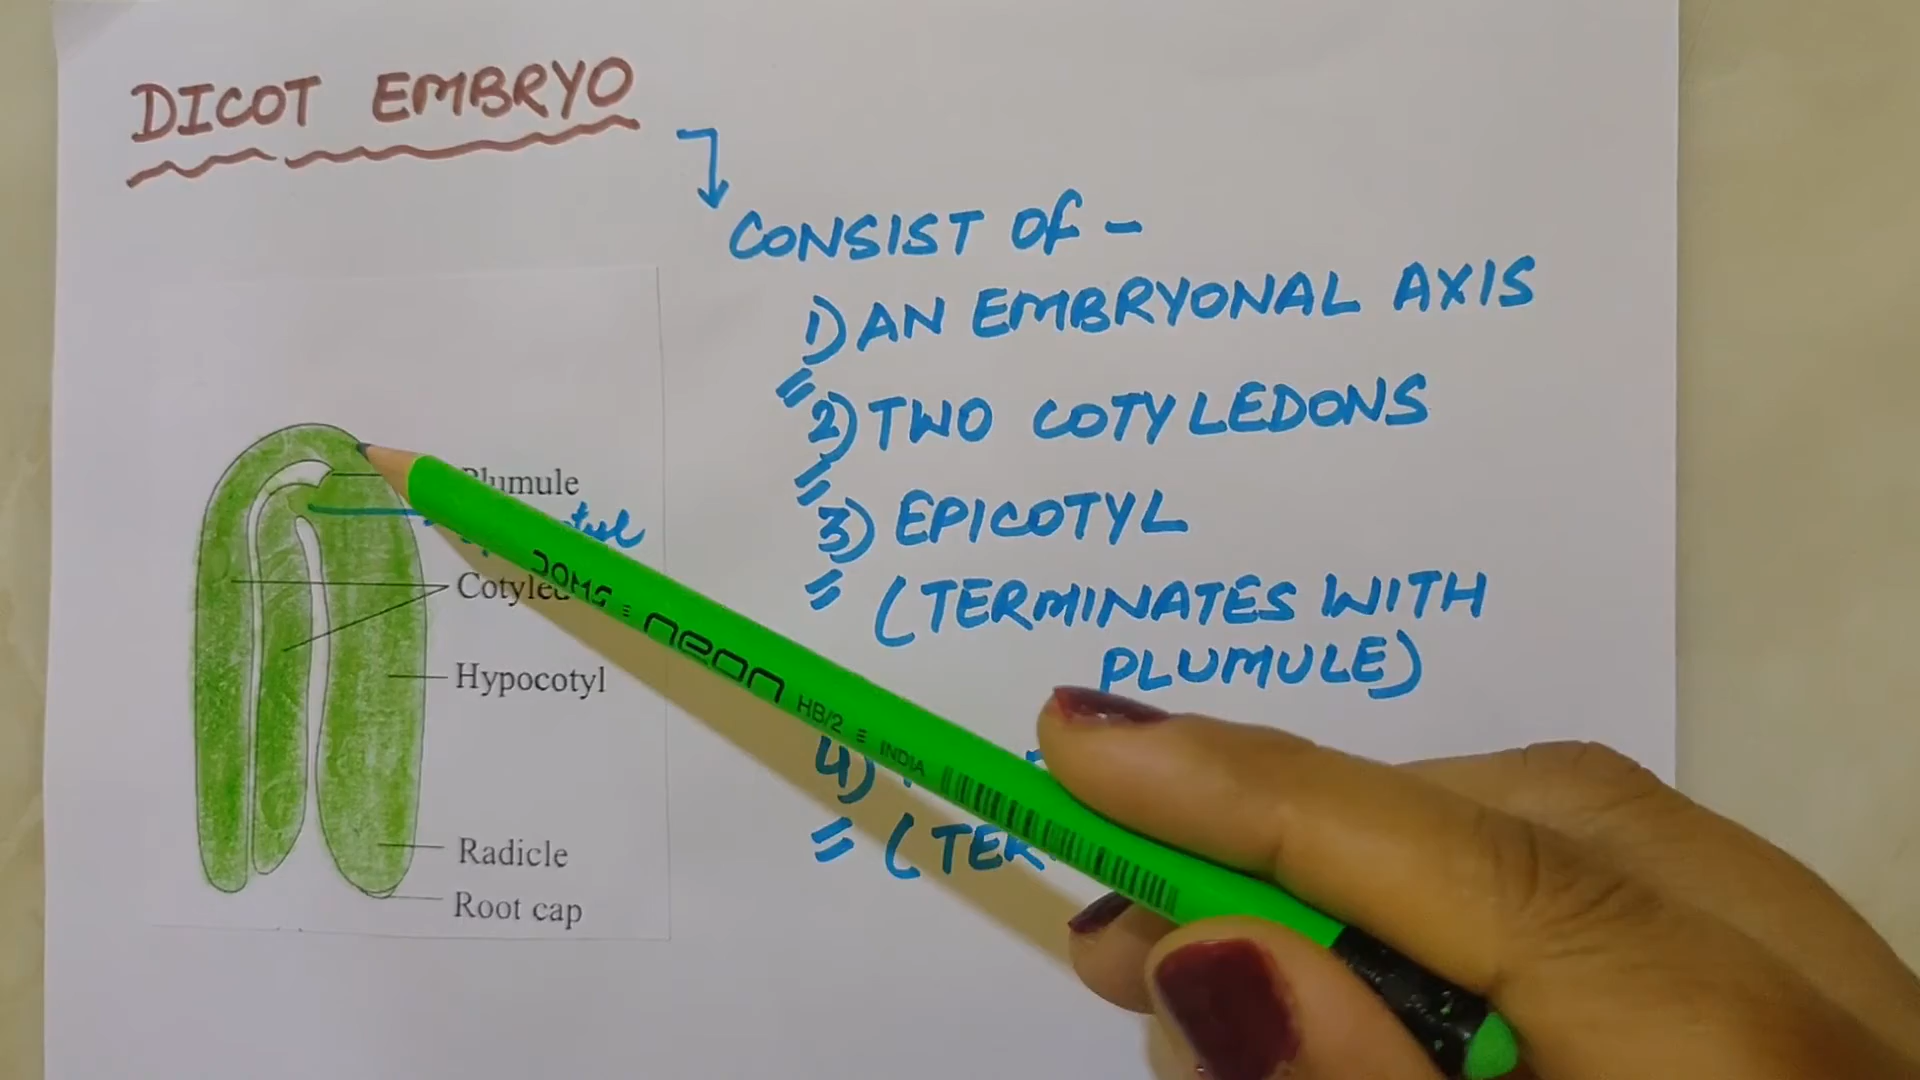 DICOT EMBRYO
CONSIST Of -
1) AN EMBRYONAL AXIS
2) TWO COTYLEDONS
3) EPICOTYL
(TERMINATES WITH
PLUMULE)
4)
Plumule
Hypocotyl
Radicle
Root cap
DOMS neon HB/2 INDIA